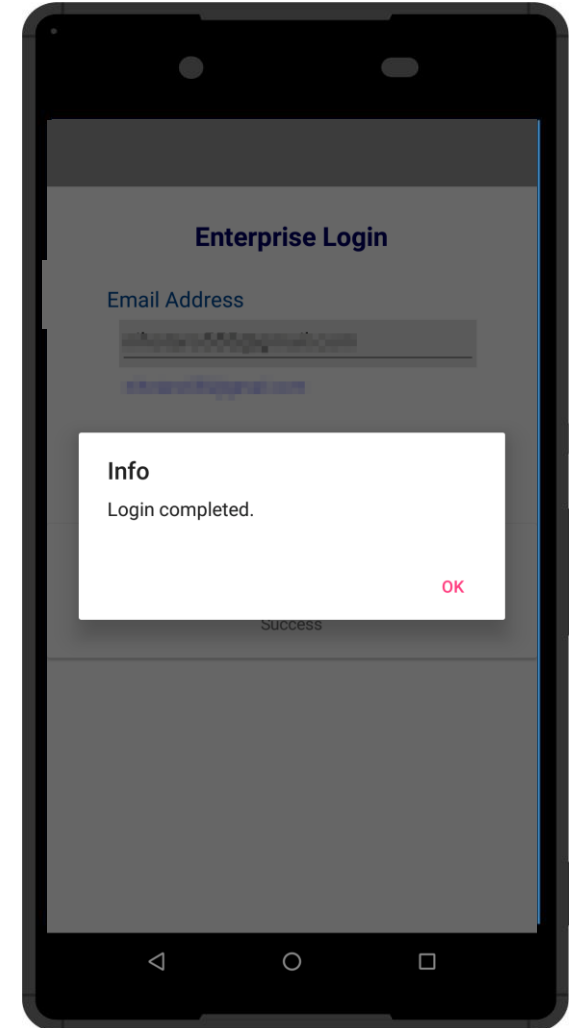 Enterprise Login
Email Address
Info
Login completed.
OK
Success